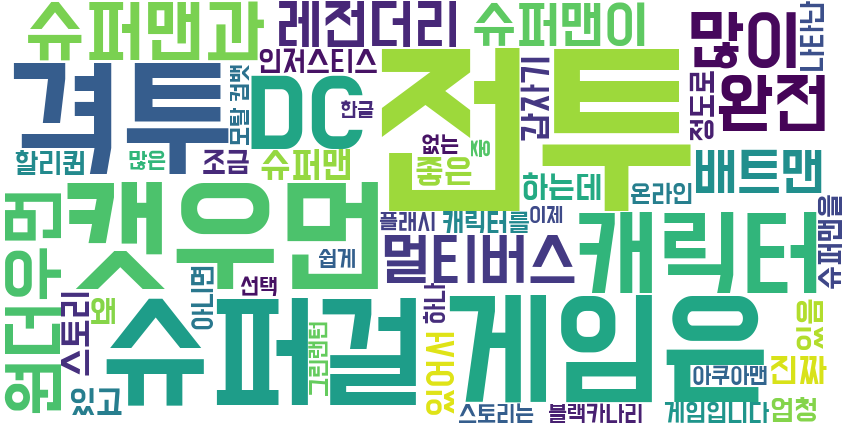 슈퍼맨과
레전더리
슈퍼맨이
많이
나타난
격투
인저스티스
DC
전투
갑자기
정도로
완전
모탈 컴뱃
한글
없는
줄
할리퀸
많은
조금
슈퍼맨
좋은
하는데
온라인
배트맨
원더우먼
캣우먼
플래시
캐릭터를
이제
캐릭터
슈퍼맨을
쉽게
멀티버스
스토리
왜
아니면
선택
하나
슈퍼걸
게임을
있음
그린랜턴
있어서
아쿠아맨
진짜
있고
스토리는
블랙카나리
게임입니다
엄청